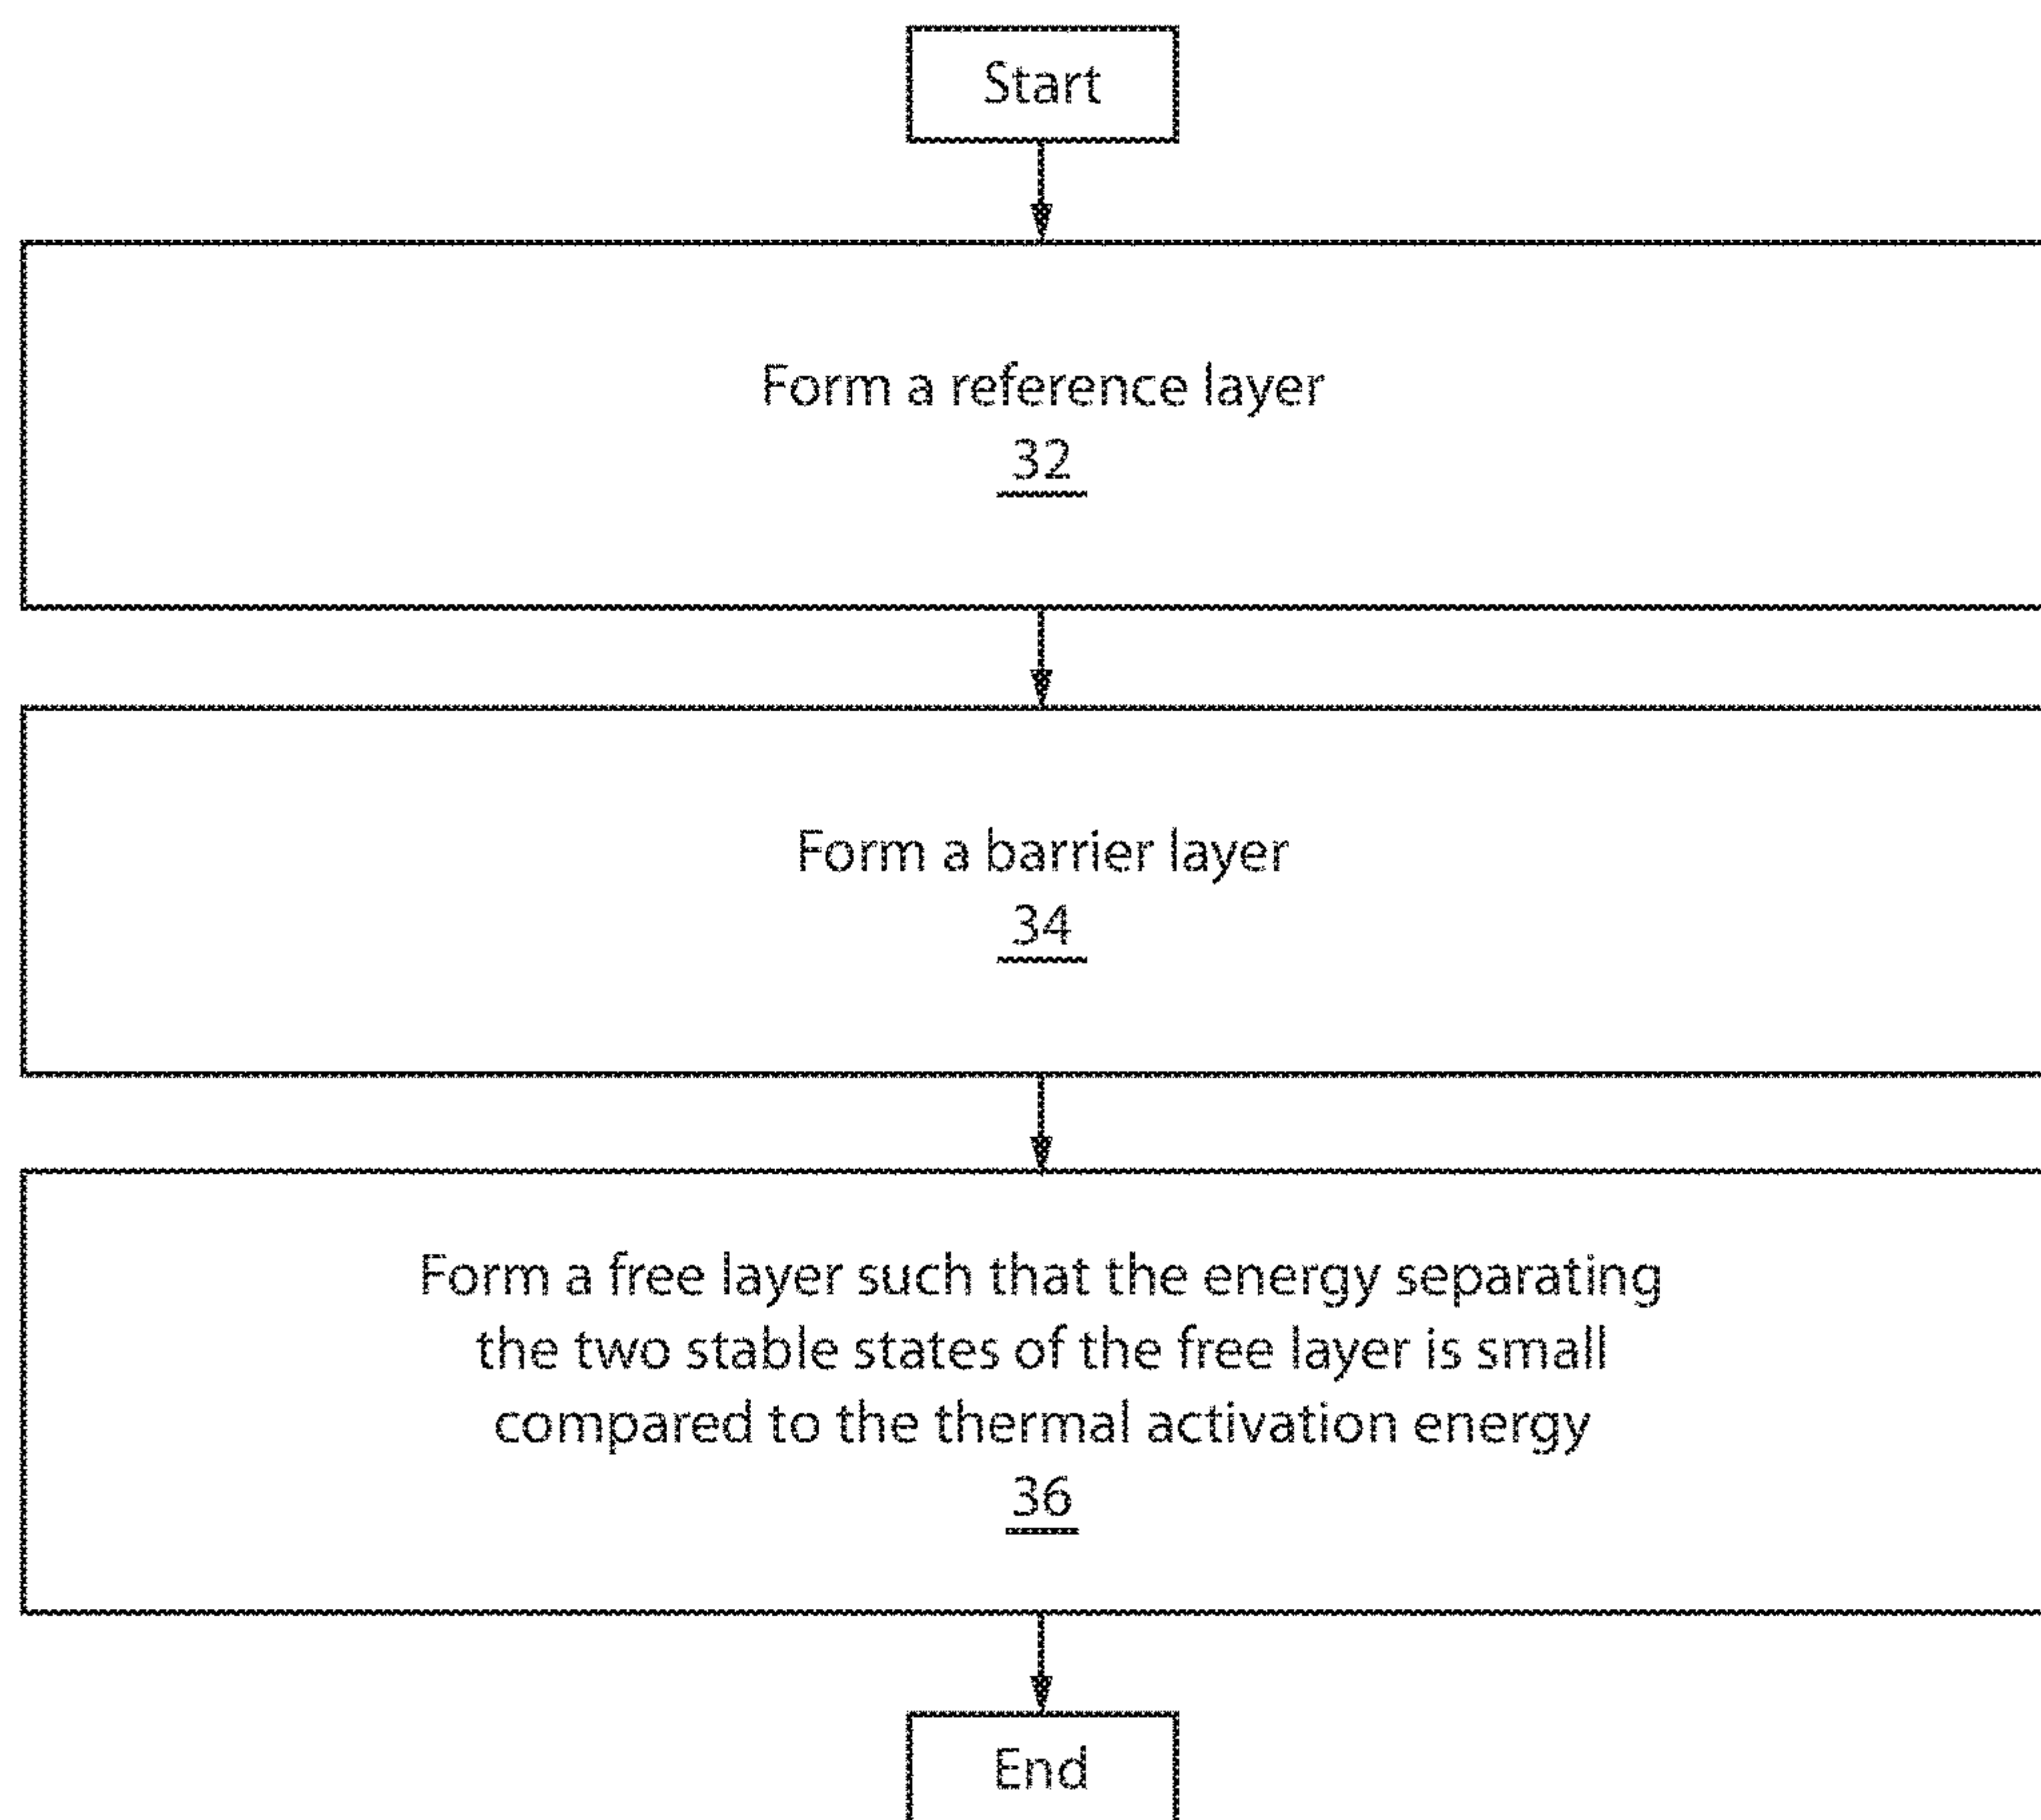 Start
Form a reference layer
32
Form a barrier layer
34
Form a free layer such that the energy separating
the two stable states of the free layer is small
compared to the thermal activation energy
36
End